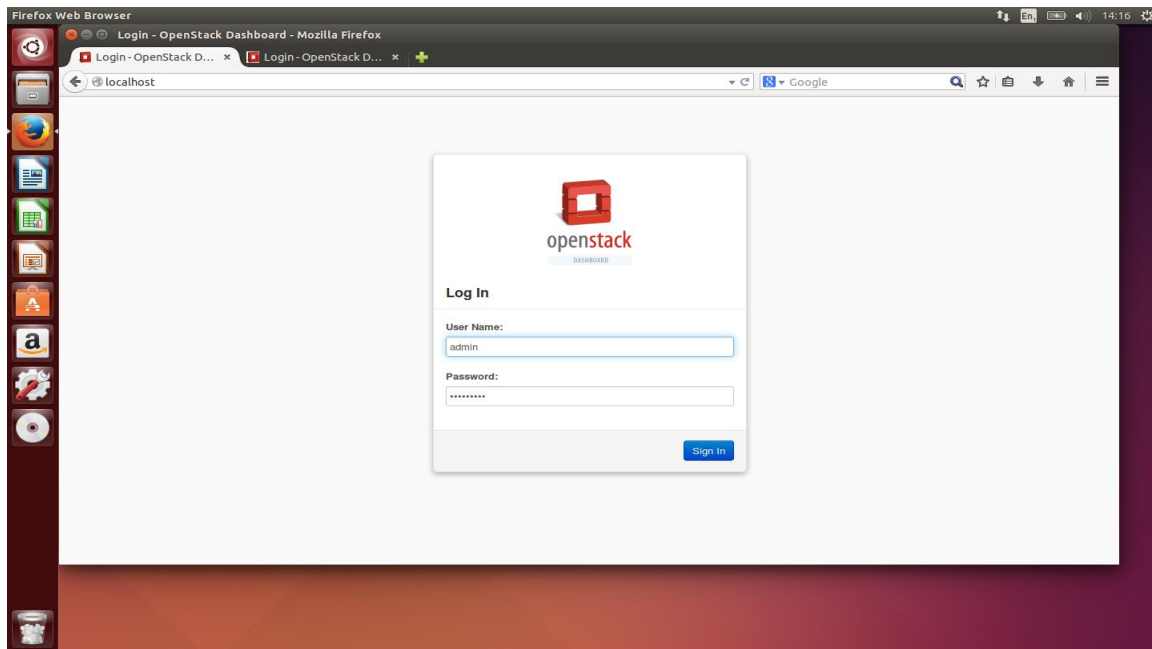 Firefox Web Browser
En
14:16
Login - OpenStack Dashboard - Mozilla Firefox
Login - OpenStack D... ×
Login - OpenStack D... ×
localhost
Google
openstack
DASHBOARD
Log In
User Name:
admin
Password:
Sign In
a